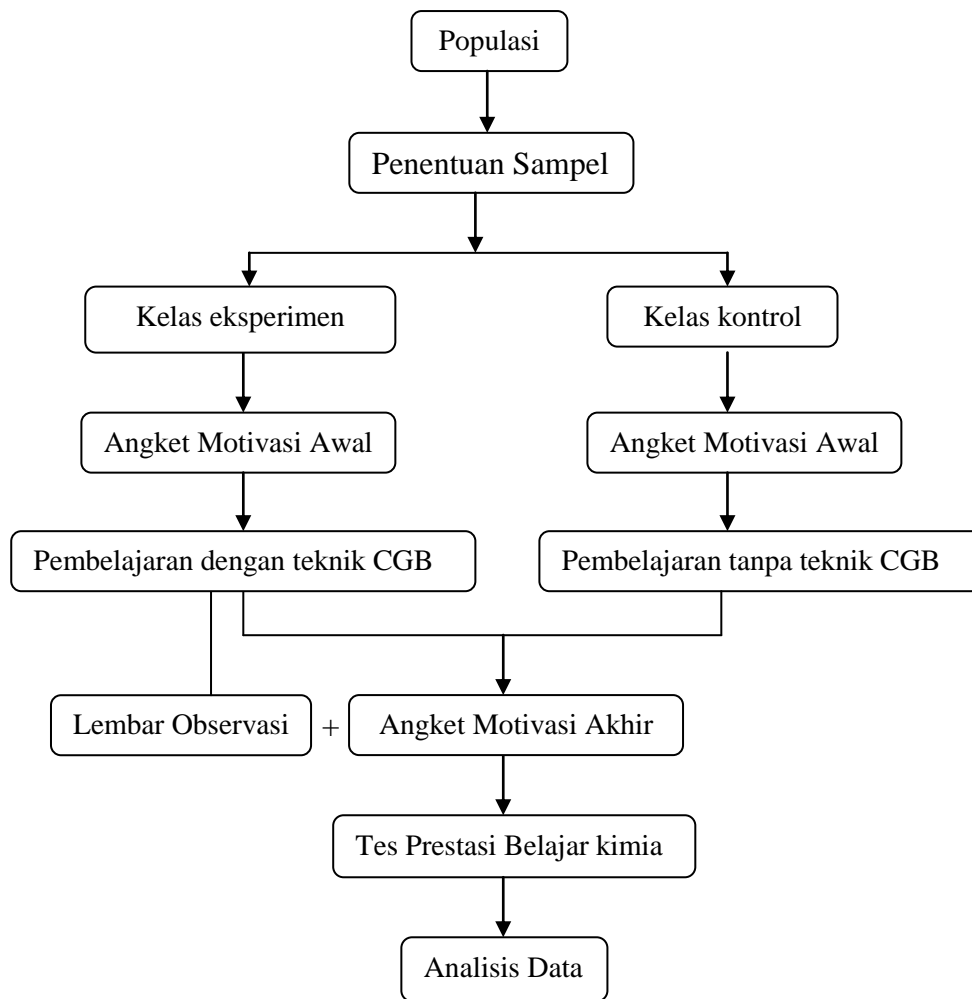 Populasi
Penentuan Sampel
Kelas eksperimen
Kelas kontrol
Angket Motivasi Awal
Angket Motivasi Awal
Pembelajaran dengan teknik CGB
Pembelajaran tanpa teknik CGB
Lembar Observasi + Angket Motivasi Akhir
Tes Prestasi Belajar kimia
Analisis Data